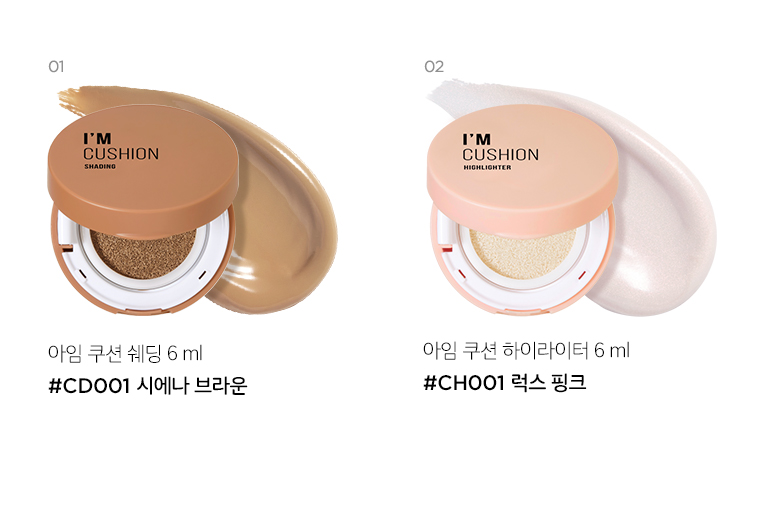 01
I'M
CUSHION
SHADING
아임 쿠션 쉐딩 6 ml
#CD001 시에나 브라운
02
I'M
CUSHION
HIGHLIGHTER
아임 쿠션 하이라이터 6 ml
#CH001 럭스 핑크